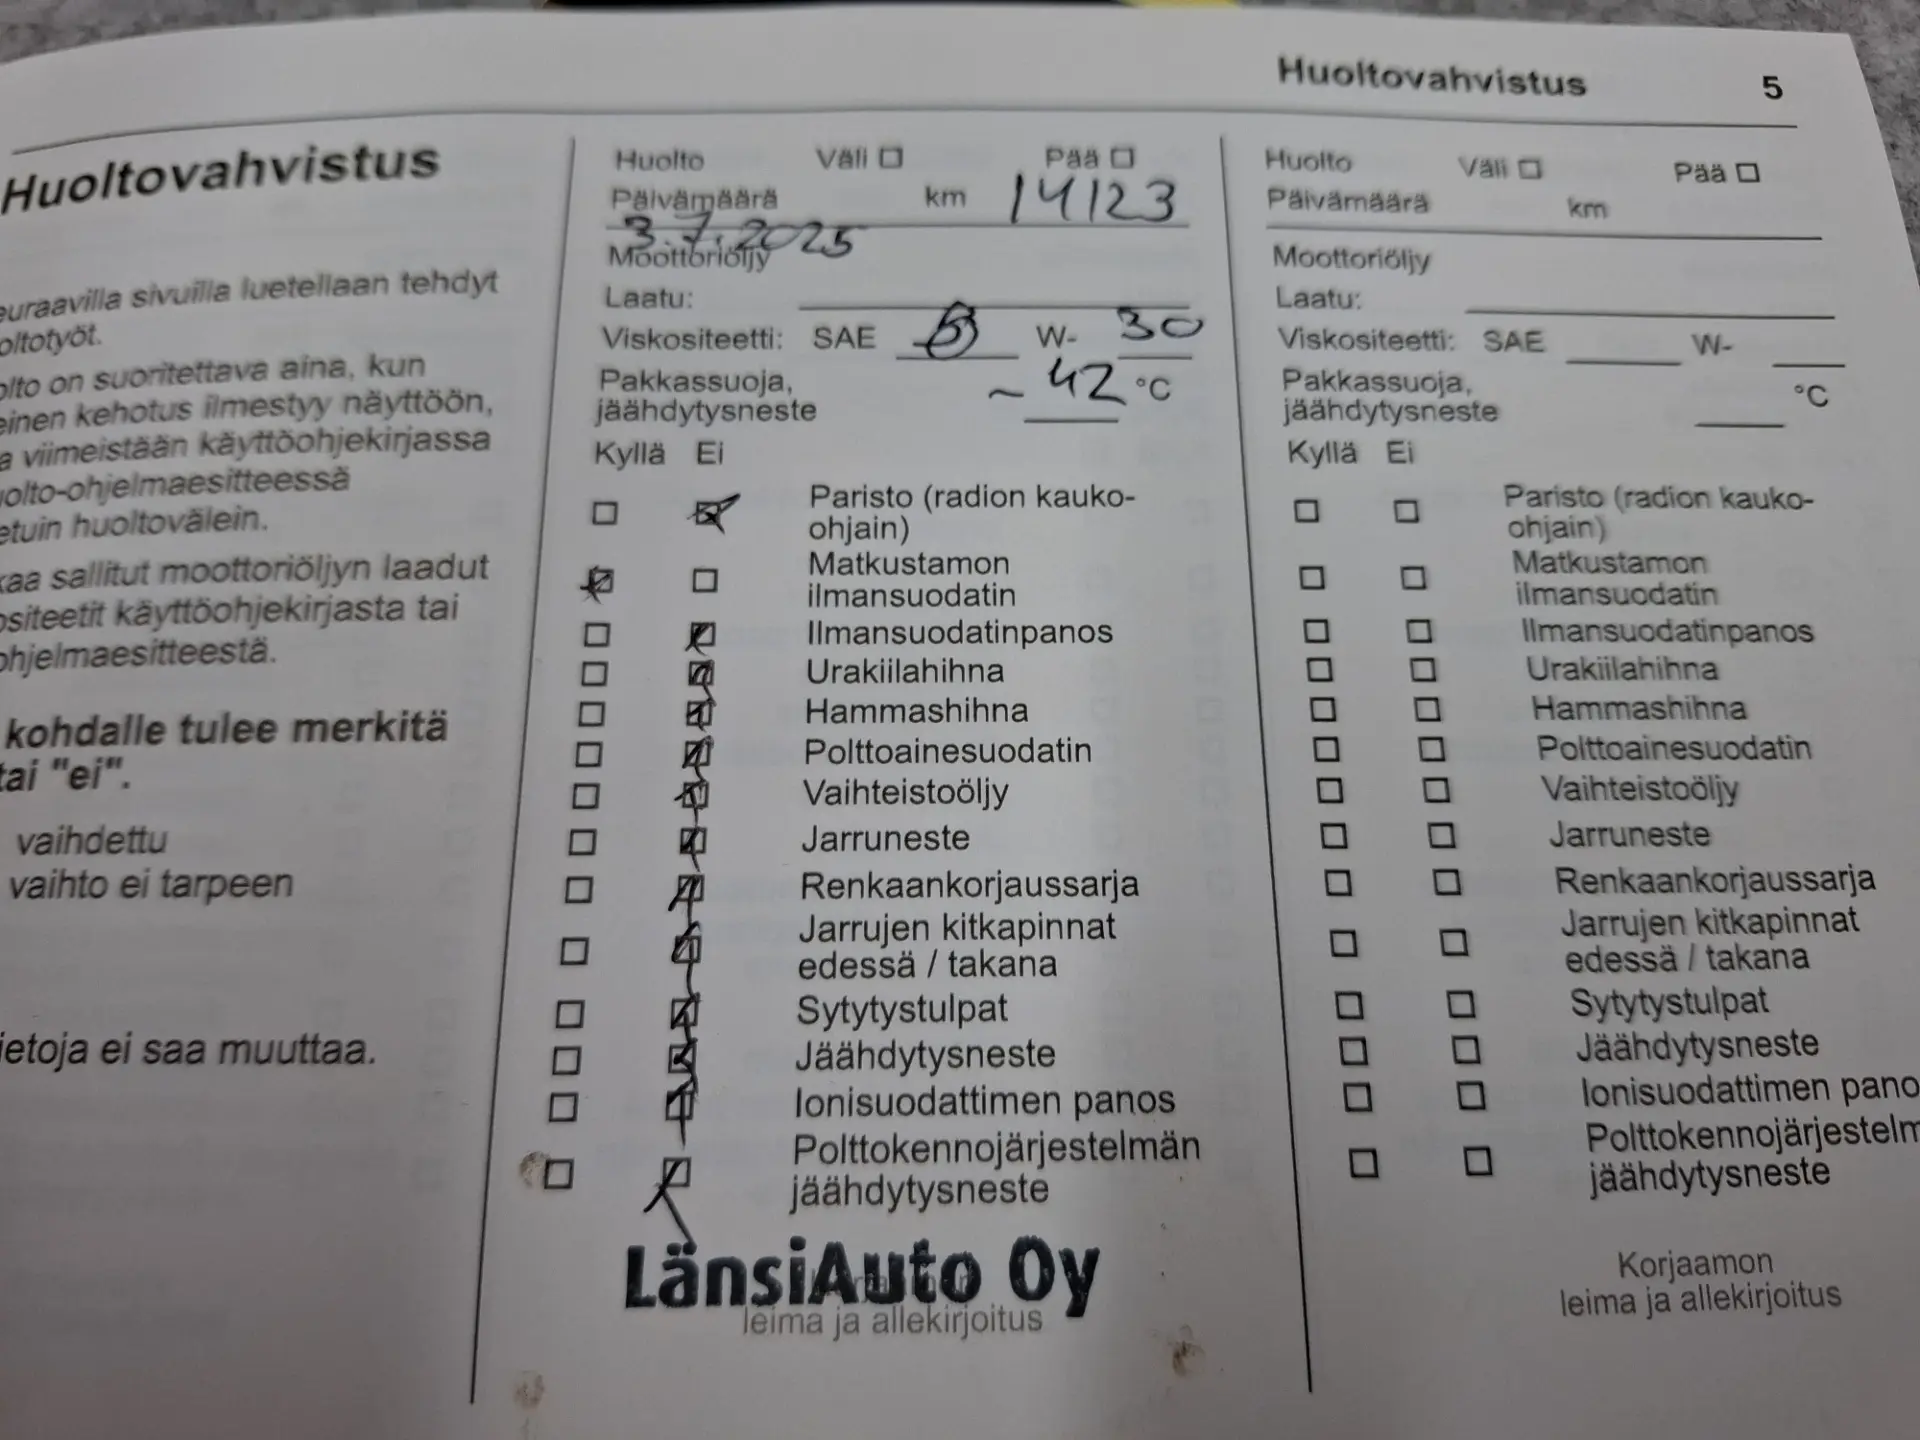 Huoltovahvistus 5
Huoltovahvistus
euraavilla sivuilla luetellaan tehdyt
oltotyöt.
olto on suoritettava aina, kun
einen kehotus ilmestyy näyttöön,
a viimeistään käyttöohjekirjassa
uolto-ohjelmaesitteessä
etuin huoltovälein.
kaa sallitut moottoriöljyn laadut
ositeetit käyttöohjekirjasta tai
ohjelmaesitteestä.
kohdalle tulee merkitä
tai "ei".
vaihdettu
vaihto ei tarpeen
ietoja ei saa muuttaa.
Huolto Väli Pää
Päivämäärä km 14123
3.7.2025
Moottoriöljy
Laatu:
Viskositeetti: SAE W- 30
Pakkassuoja, ~ 42 °C
jäähdytysneste
Kyllä Ei
Paristo (radion kauko-
ohjain)
Matkustamon
ilmansuodatin
Ilmansuodatinpanos
Urakiilahihna
Hammashihna
Polttoainesuodatin
Vaihteistoöljy
Jarruneste
Renkaankorjaussarja
Jarrujen kitkapinnat
edessä / takana
Sytytystulpat
Jäähdytysneste
Ionisuodattimen panos
Polttokennojärjestelmän
jäähdytysneste
LänsiAuto Oy
leima ja allekirjoitus
Huolto Väli Pää
Päivämäärä km
Moottoriöljy
Laatu:
Viskositeetti: SAE W-
Pakkassuoja, °C
jäähdytysneste
Kyllä Ei
Paristo (radion kauko-
ohjain)
Matkustamon
ilmansuodatin
Ilmansuodatinpanos
Urakiilahihna
Hammashihna
Polttoainesuodatin
Vaihteistoöljy
Jarruneste
Renkaankorjaussarja
Jarrujen kitkapinnat
edessä / takana
Sytytystulpat
Jäähdytysneste
Ionisuodattimen pano
Polttokennojärjestelm
jäähdytysneste
Korjaamon
leima ja allekirjoitus